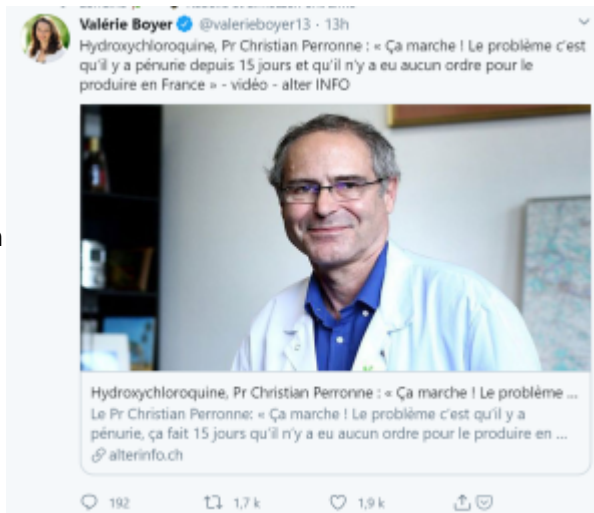 Valérie Boyer @valerieboyer13 · 13h
Hydroxychloroquine, Pr Christian Perronne : « Ça marche ! Le problème c'est
qu'il y a pénurie depuis 15 jours et qu'il n'y a eu aucun ordre pour le
produire en France » - vidéo - alter INFO
Hydroxychloroquine, Pr Christian Perronne : « Ça marche ! Le problème ...
Le Pr Christian Perronne: « Ça marche ! Le problème c'est qu'il y a
pénurie, ça fait 15 jours qu'il n'y a eu aucun ordre pour le produire en ...
alterinfo.ch
192 1,7 k 1,9 k